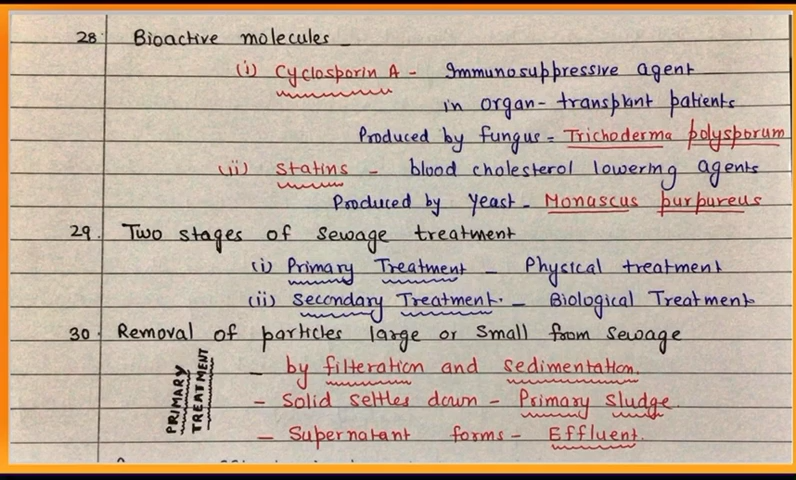 28. Bioactive molecules -
(i) Cyclosporin A - Immunosuppressive agent
in organ-transplant patients
Produced by fungus = Trichoderma polysporum
(ii) Statins - blood cholesterol lowering agents
Produced by yeast - Monascus purpureus
29. Two stages of sewage treatment
(i) Primary Treatment - Physical treatment
(ii) Secondary Treatment. - Biological Treatment
30. Removal of particles large or small from sewage
PRIMARY TREATMENT
- by filteration and sedimentation.
- Solid settles down - Primary sludge.
- Supernatant forms - Effluent.